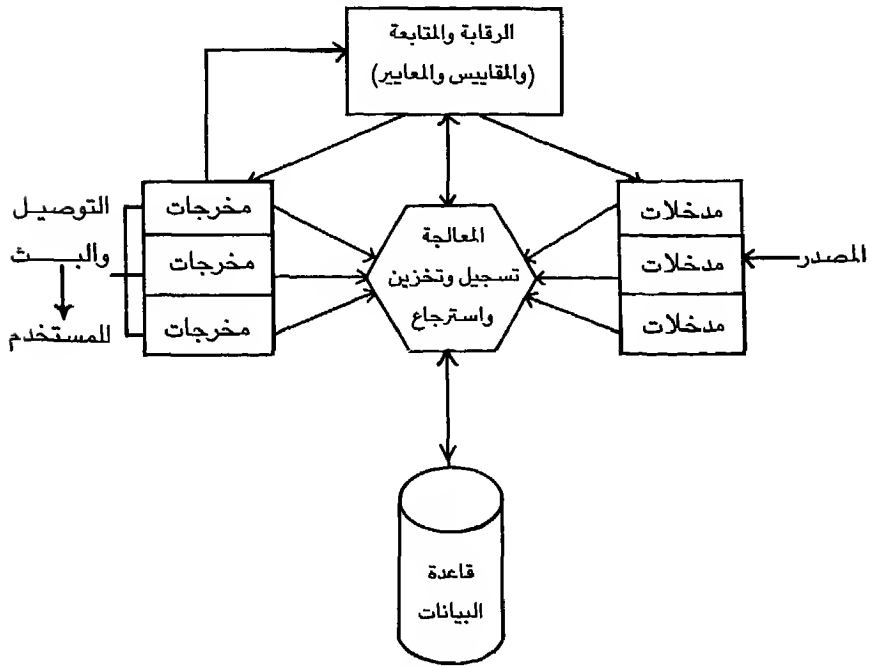 الرقابة والمتابعة
(والمقاييس والمعايير)
المصدر
مدخلات
مدخلات
مدخلات
المعالجة
تسجيل وتخزين
واسترجاع
مخرجات
مخرجات
مخرجات
التوصيل
والبث
للمستخدم
قاعدة
البيانات